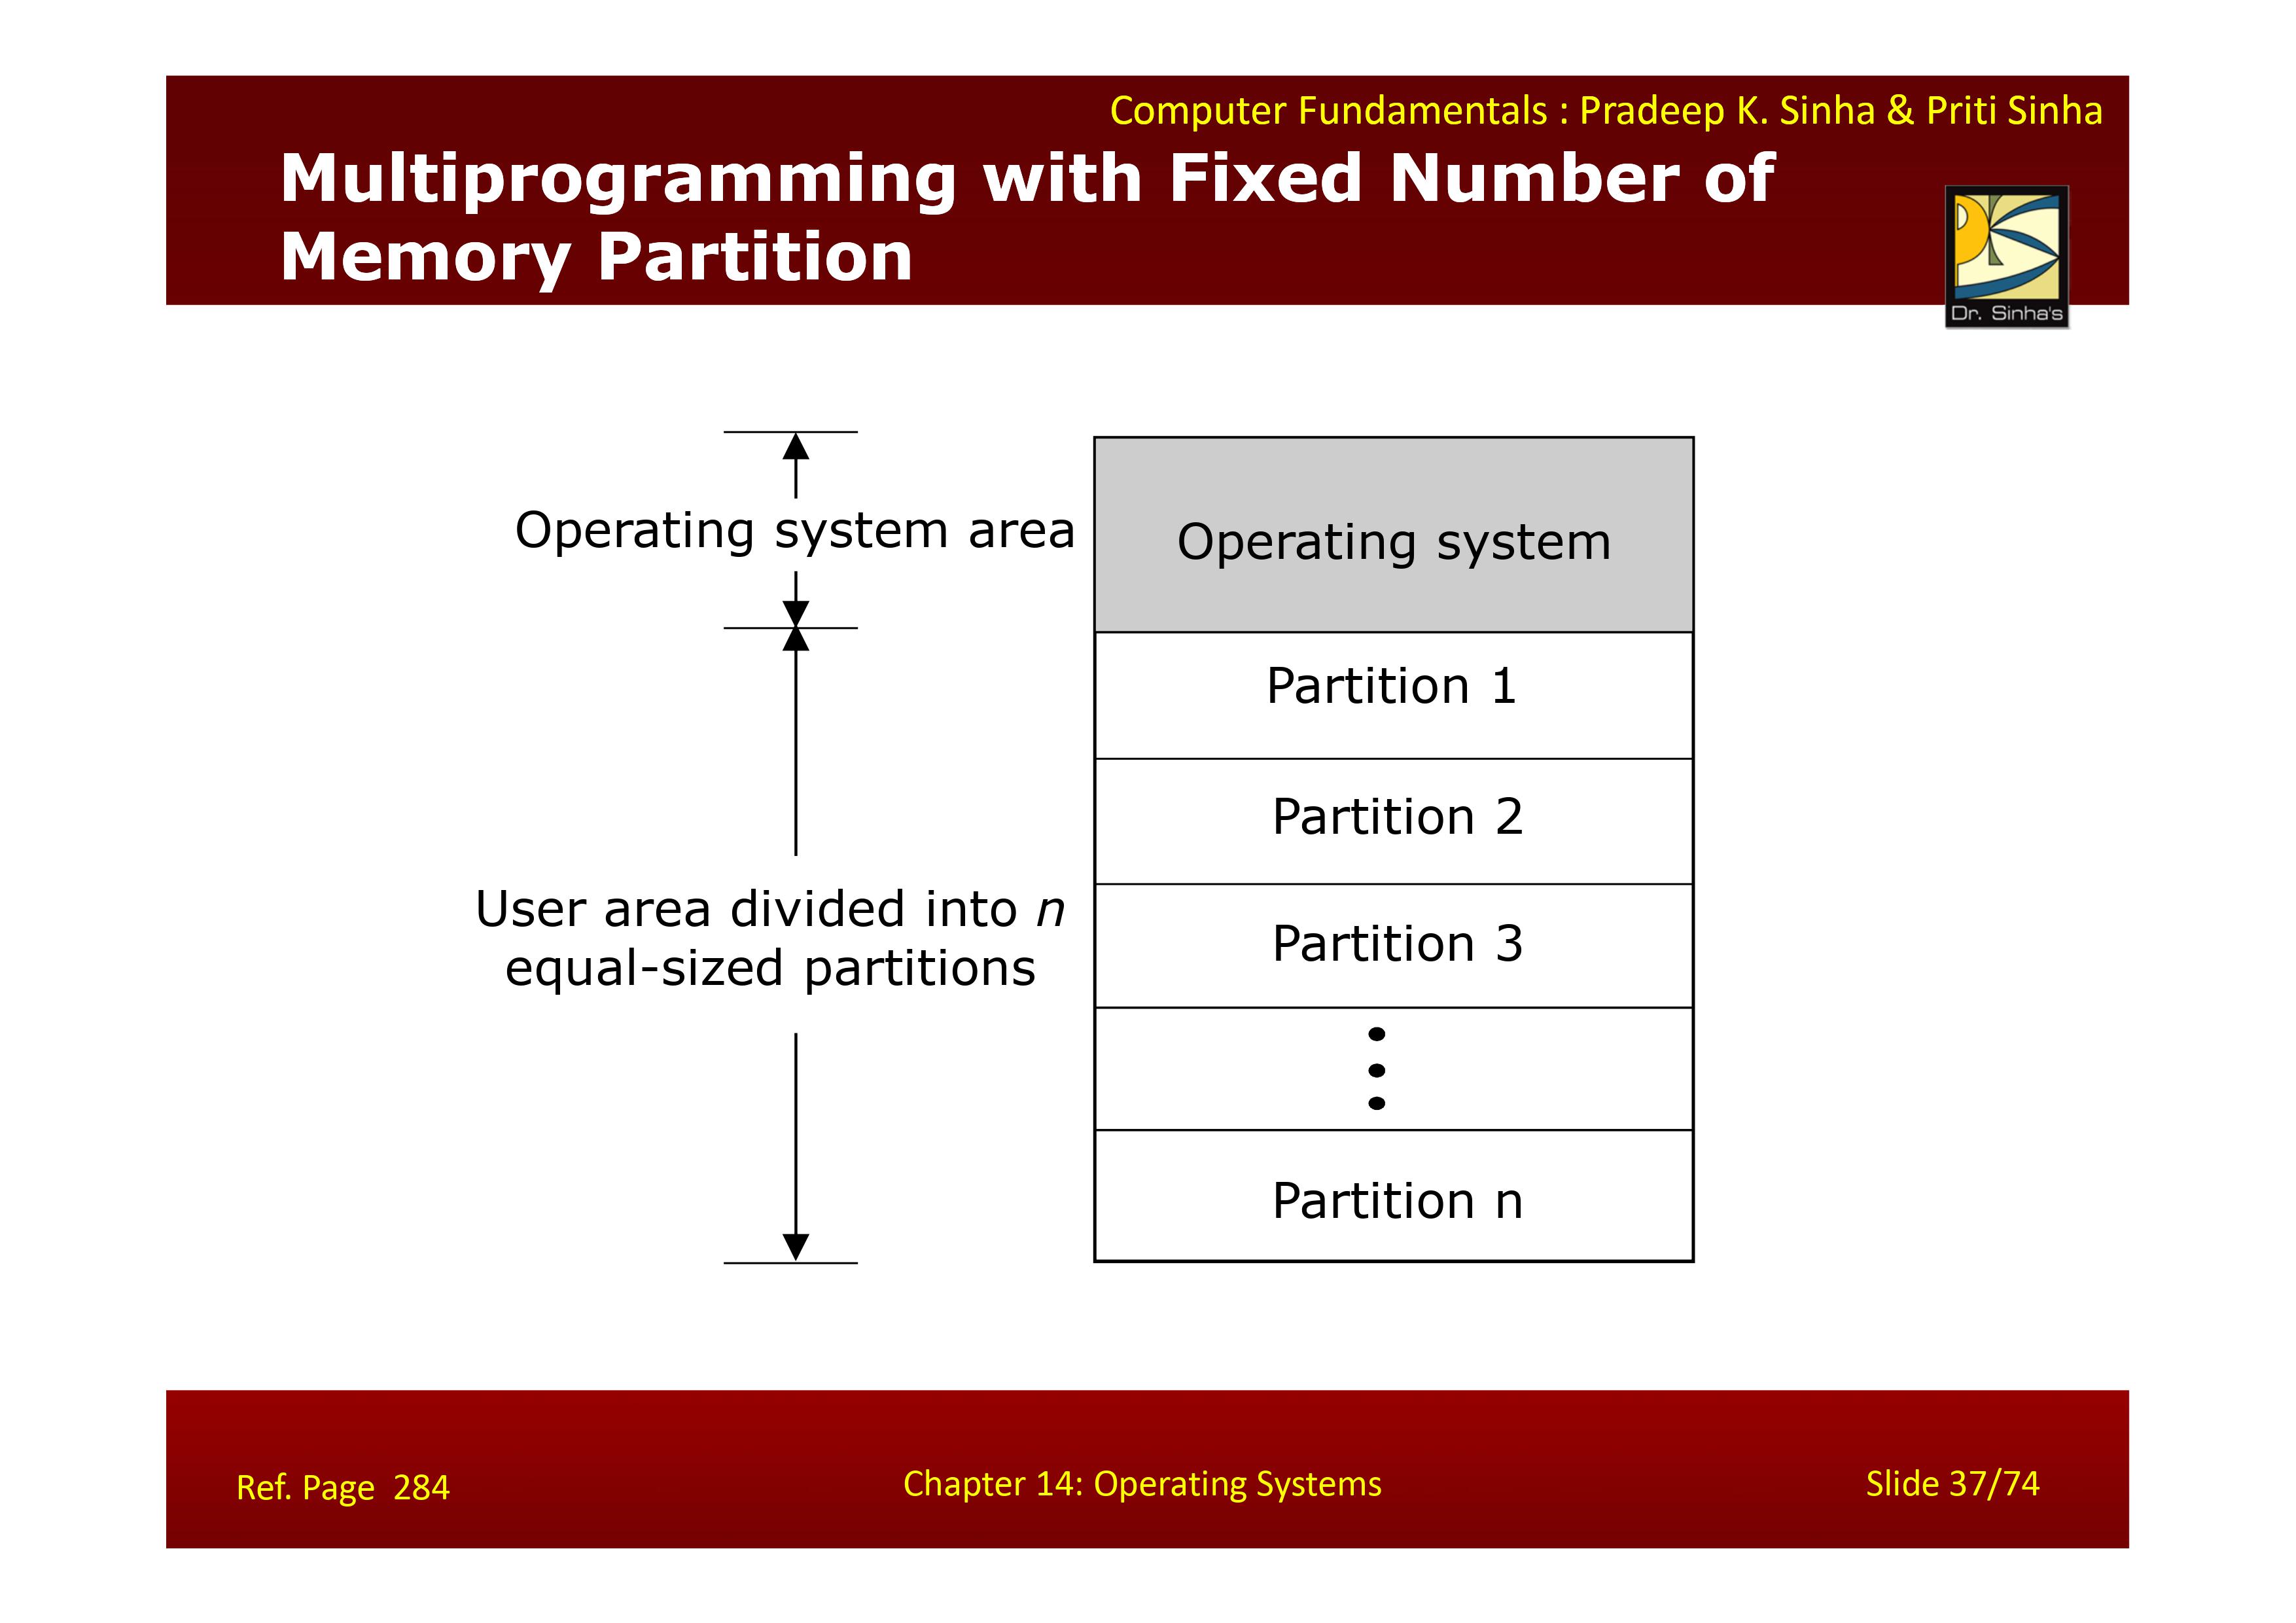 Computer Fundamentals : Pradeep K. Sinha & Priti Sinha
Multiprogramming with Fixed Number of
Memory Partition
Dr. Sinha's
Operating system area
Operating system
Partition 1
Partition 2
User area divided into n
equal-sized partitions
Partition 3
Partition n
Ref. Page 284
Chapter 14: Operating Systems
Slide 37/74